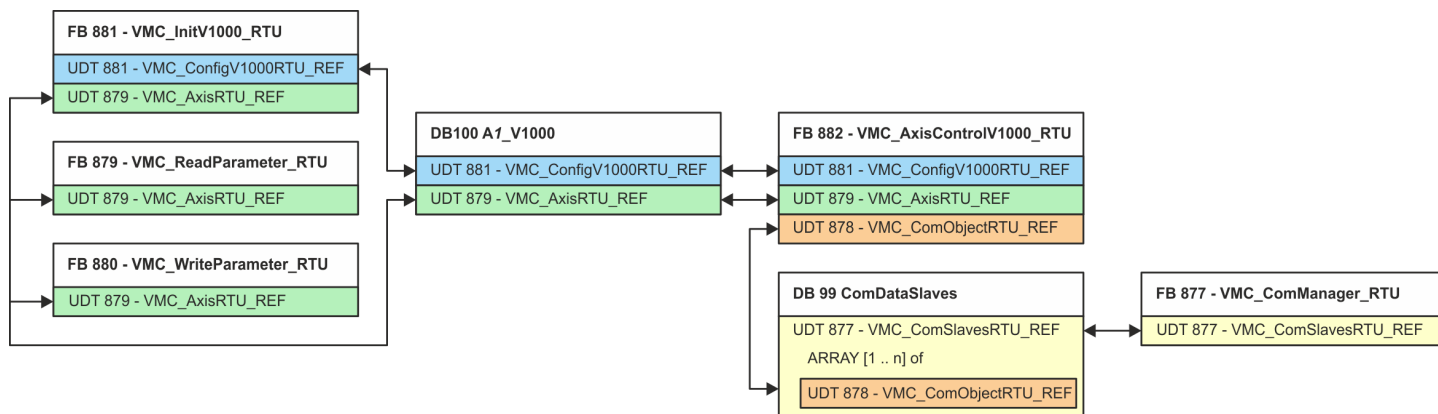 FB 881 - VMC_InitV1000_RTU
UDT 881 - VMC_ConfigV1000RTU_REF
UDT 879 - VMC_AxisRTU_REF
FB 879 - VMC_ReadParameter_RTU
UDT 879 - VMC_AxisRTU_REF
FB 880 - VMC_WriteParameter_RTU
UDT 879 - VMC_AxisRTU_REF
DB100 A1_V1000
UDT 881 - VMC_ConfigV1000RTU_REF
UDT 879 - VMC_AxisRTU_REF
FB 882 - VMC_AxisControlV1000_RTU
UDT 881 - VMC_ConfigV1000RTU_REF
UDT 879 - VMC_AxisRTU_REF
UDT 878 - VMC_ComObjectRTU_REF
DB 99 ComDataSlaves
UDT 877 - VMC_ComSlavesRTU_REF
ARRAY [1 .. n] of
UDT 878 - VMC_ComObjectRTU_REF
FB 877 - VMC_ComManager_RTU
UDT 877 - VMC_ComSlavesRTU_REF